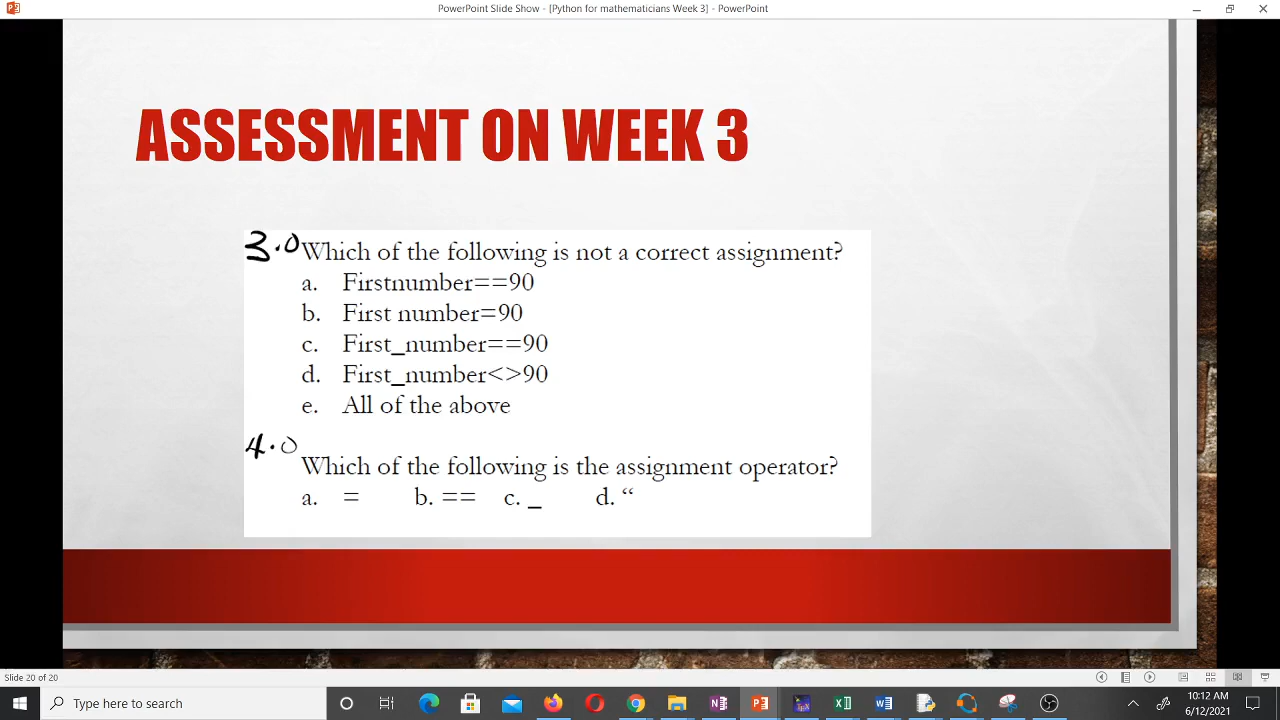 PowerPoint Slide Show - [Python for mathematicians Week 3] - PowerPoint
ASSESSMENT ON WEEK 3
3.0 Which of the following is not a correct assignment?
a. Firstnumber==90
b. First number=90
c. First_number==90
d. First_number<>90
e. All of the above
4.0
Which of the following is the assignment operator?
a. = b. == c. _ d. “
Slide 20 of 20
Type here to search
10:12 AM
6/12/2021